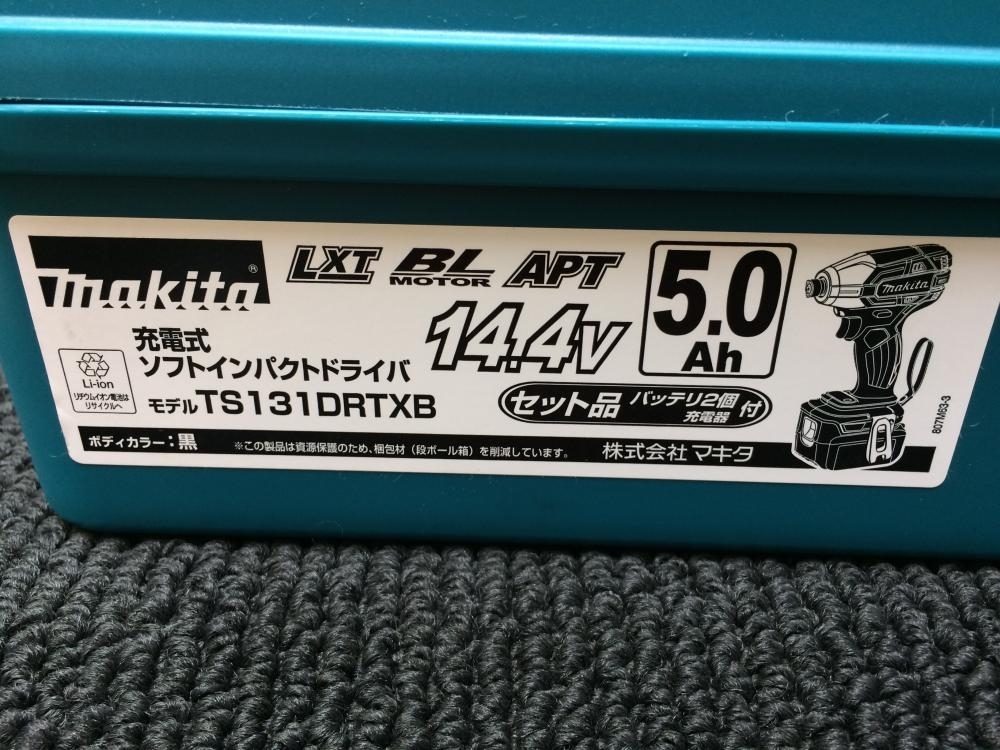 makita®
LXT BL MOTOR APT
14.4V
5.0 Ah
充電式
ソフトインパクトドライバ
モデル TS131DRTXB
Li-ion
リチウムイオン電池は
リサイクルへ
セット品 バッテリ2個 充電器 付
ボディカラー：黒
※この製品は資源保護のため、梱包材（段ボール箱）を削減しています。
株式会社 マキタ
makita
807M63-3